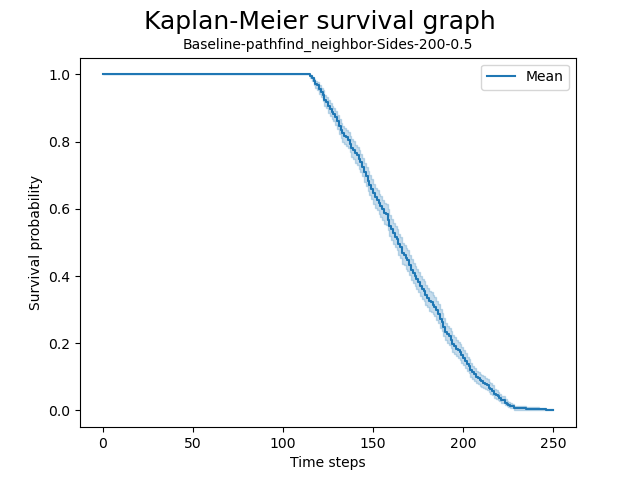 Kaplan-Meier survival graph
Baseline-pathfind_neighbor-Sides-200-0.5
Mean
Survival probability
1.0
0.8
0.6
0.4
0.2
0.0
0 50 100 150 200 250
Time steps